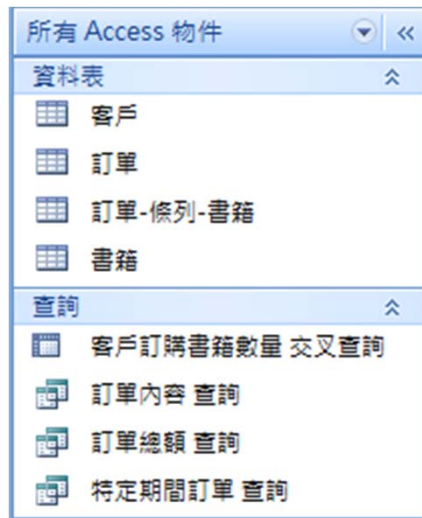 所有 Access 物件
資料表
客戶
訂單
訂單-條列-書籍
書籍
查詢
客戶訂購書籍數量 交叉查詢
訂單內容 查詢
訂單總額 查詢
特定期間訂單 查詢